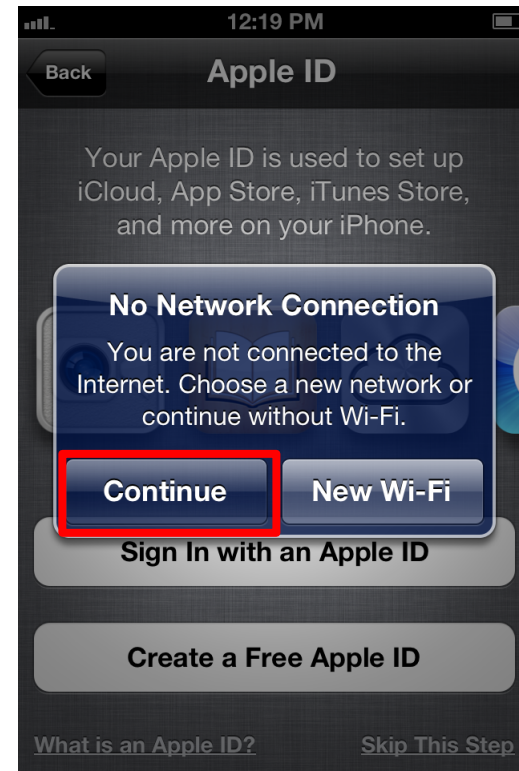 12:19 PM
Back
Apple ID
Your Apple ID is used to set up
iCloud, App Store, iTunes Store,
and more on your iPhone.
No Network Connection
You are not connected to the
Internet. Choose a new network or
continue without Wi-Fi.
Continue New Wi-Fi
Sign In with an Apple ID
Create a Free Apple ID
What is an Apple ID? Skip This Step